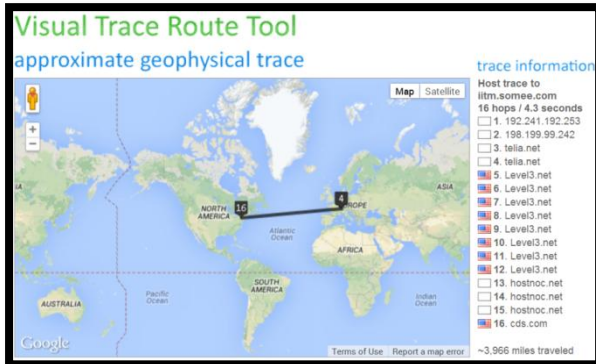 Visual Trace Route Tool
approximate geophysical trace
trace information
Host trace to
iitm.somee.com
16 hops / 4.3 seconds
1. 192.241.192.253
2. 198.199.99.242
3. telia.net
4. telia.net
5. Level3.net
6. Level3.net
7. Level3.net
8. Level3.net
9. Level3.net
10. Level3.net
11. Level3.net
12. Level3.net
13. hostnoc.net
14. hostnoc.net
15. hostnoc.net
16. cds.com
~3,966 miles traveled
Map Satellite
+
−
IA
NORTH
AMERICA
16
4
ROPE
ASIA
Atlantic
Ocean
AFRICA
Pacific
Ocean
SOUTH
AMERICA
Indian
Ocean
AUSTRALIA
Google
Terms of Use Report a map error